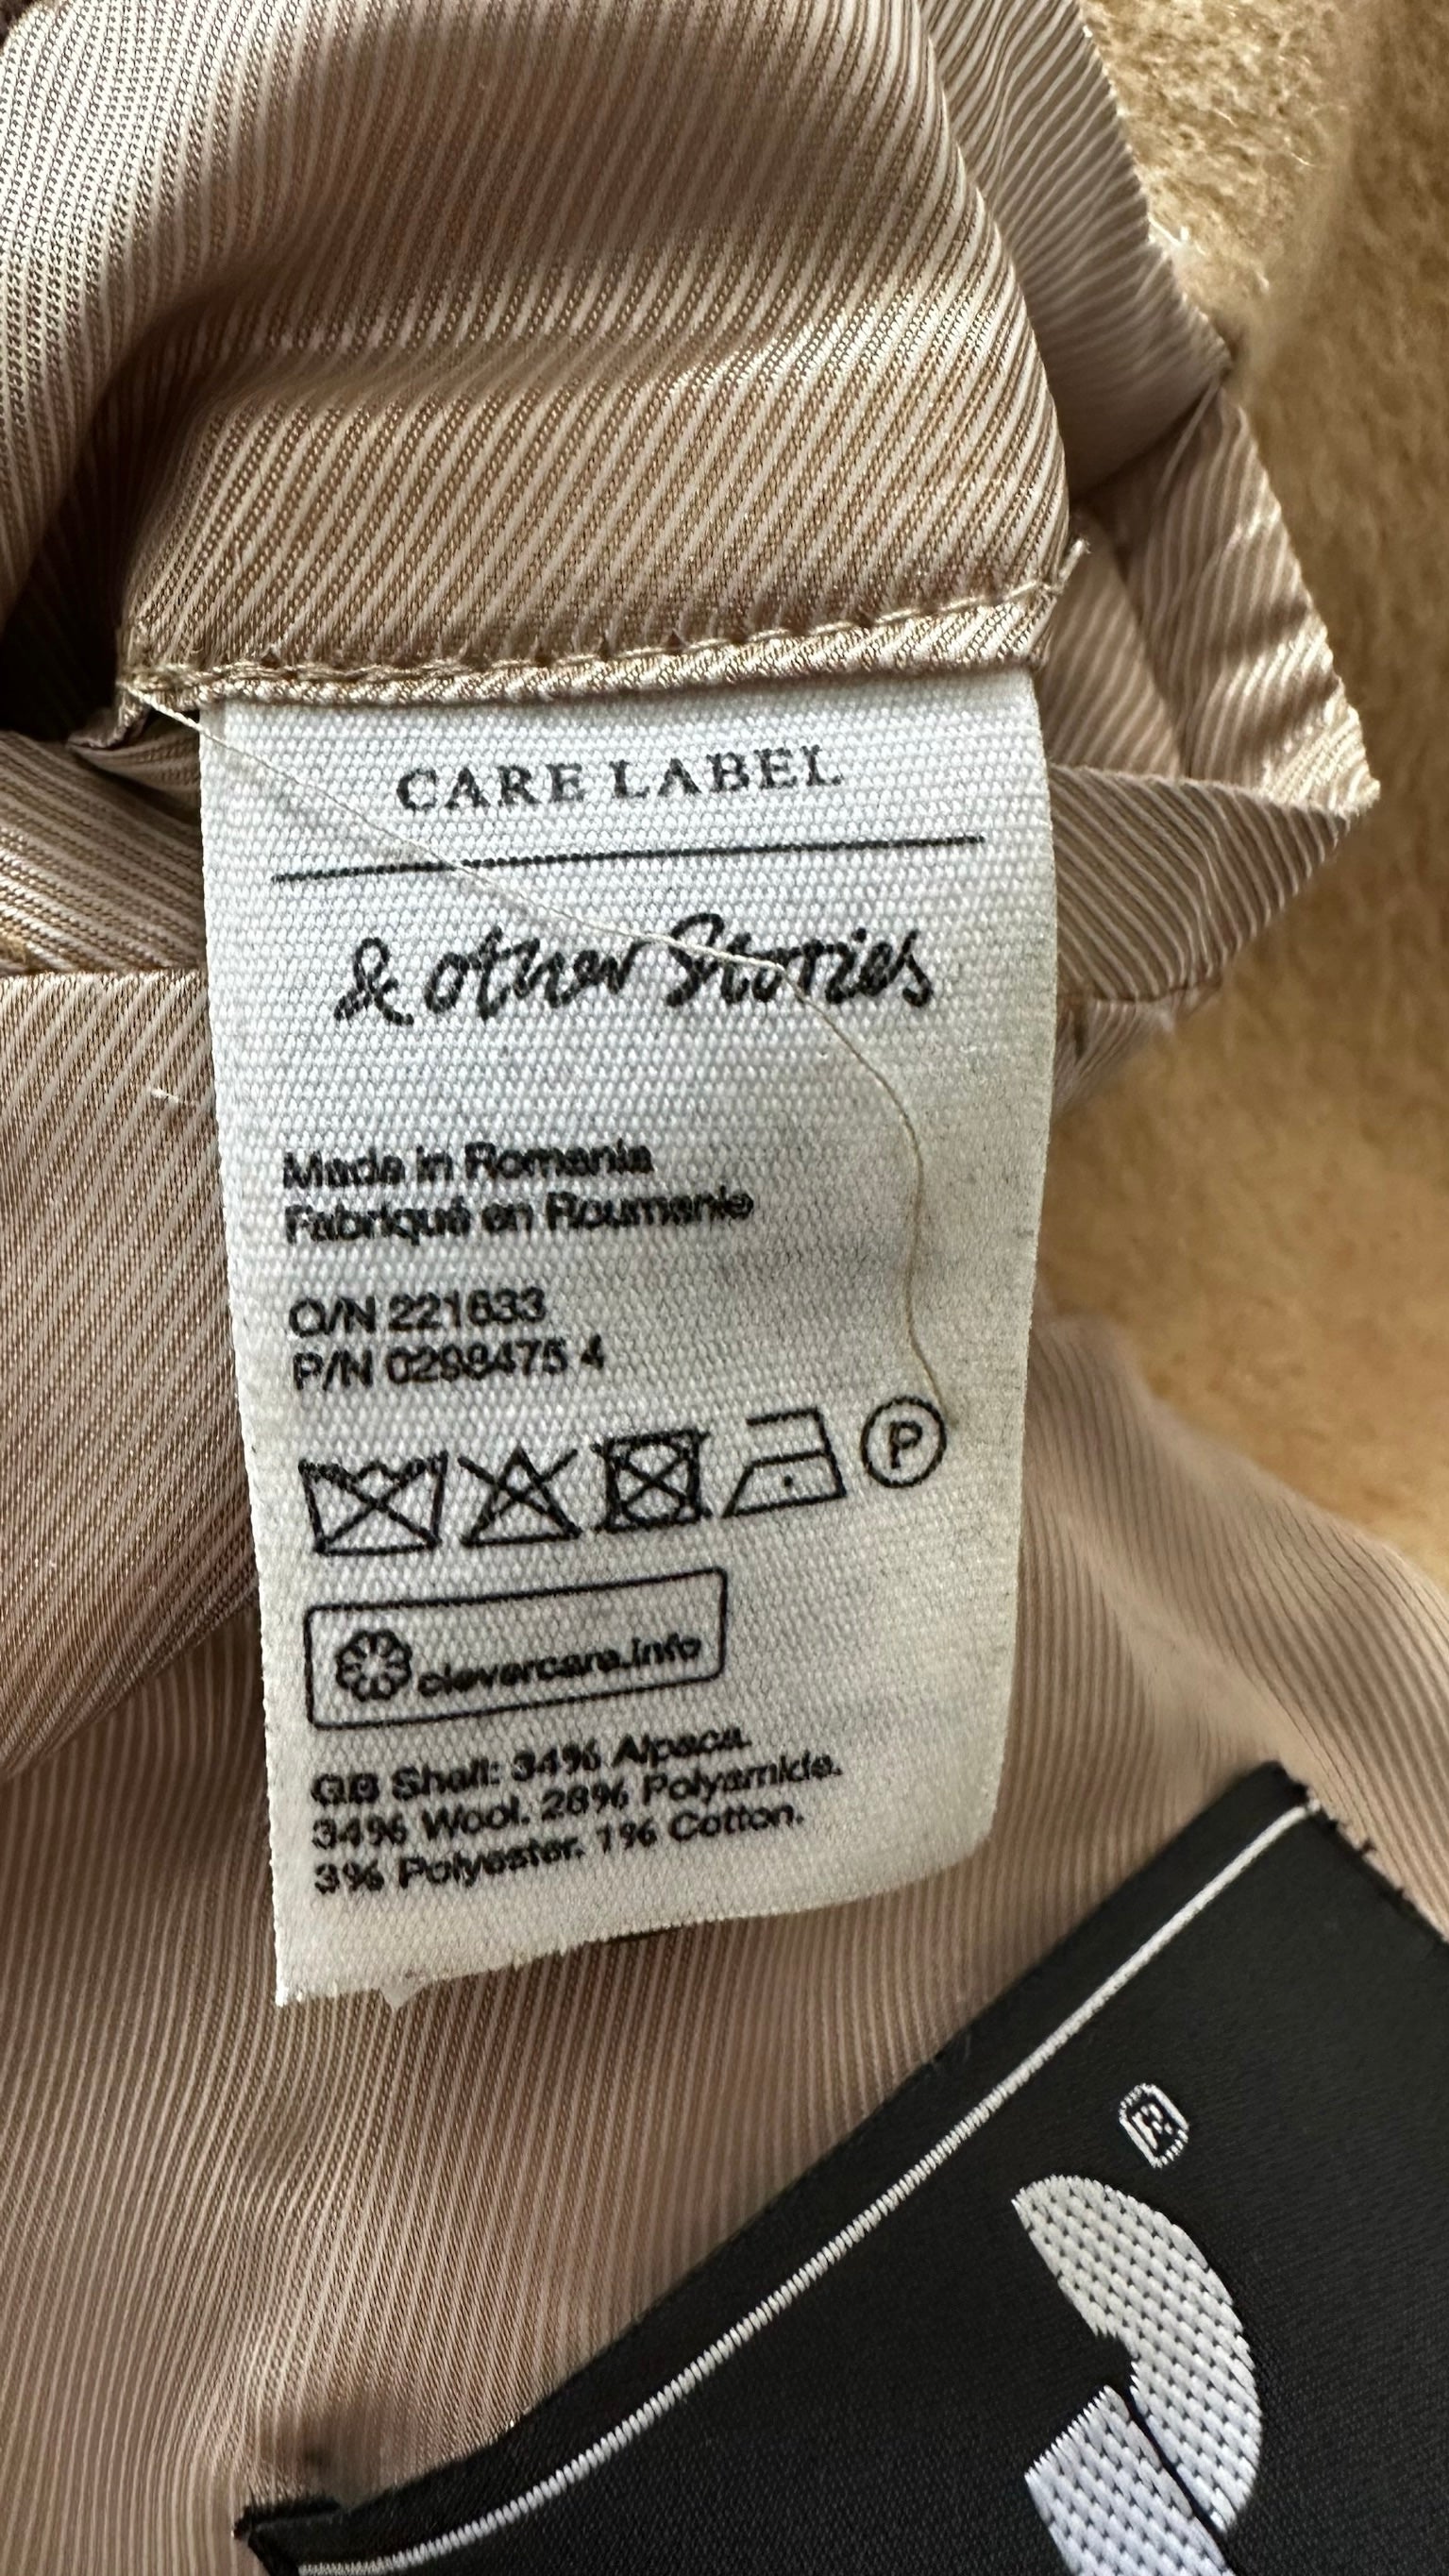 CARE LABEL
& other Stories
Made in Romania
Fabriqué en Roumanie
O/N 221633
P/N 0298475 4
P
clevercare.info
GB Shell: 34% Alpaca.
34% Wool. 28% Polyamide.
3% Polyester. 1% Cotton.
®